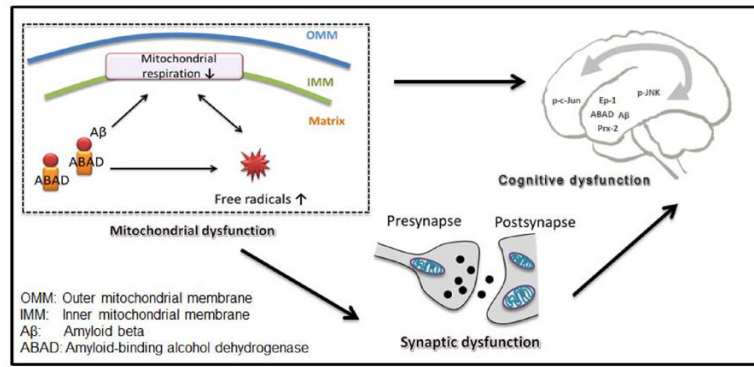 OMM
Mitochondrial
respiration ↓
IMM
Matrix
Aβ
ABAD
ABAD
Free radicals ↑
Mitochondrial dysfunction
p-c-Jun
Ep-1
p-JNK
ABAD Aβ
Prx-2
Cognitive dysfunction
Presynapse
Postsynapse
Synaptic dysfunction
OMM: Outer mitochondrial membrane
IMM: Inner mitochondrial membrane
Aβ: Amyloid beta
ABAD: Amyloid-binding alcohol dehydrogenase